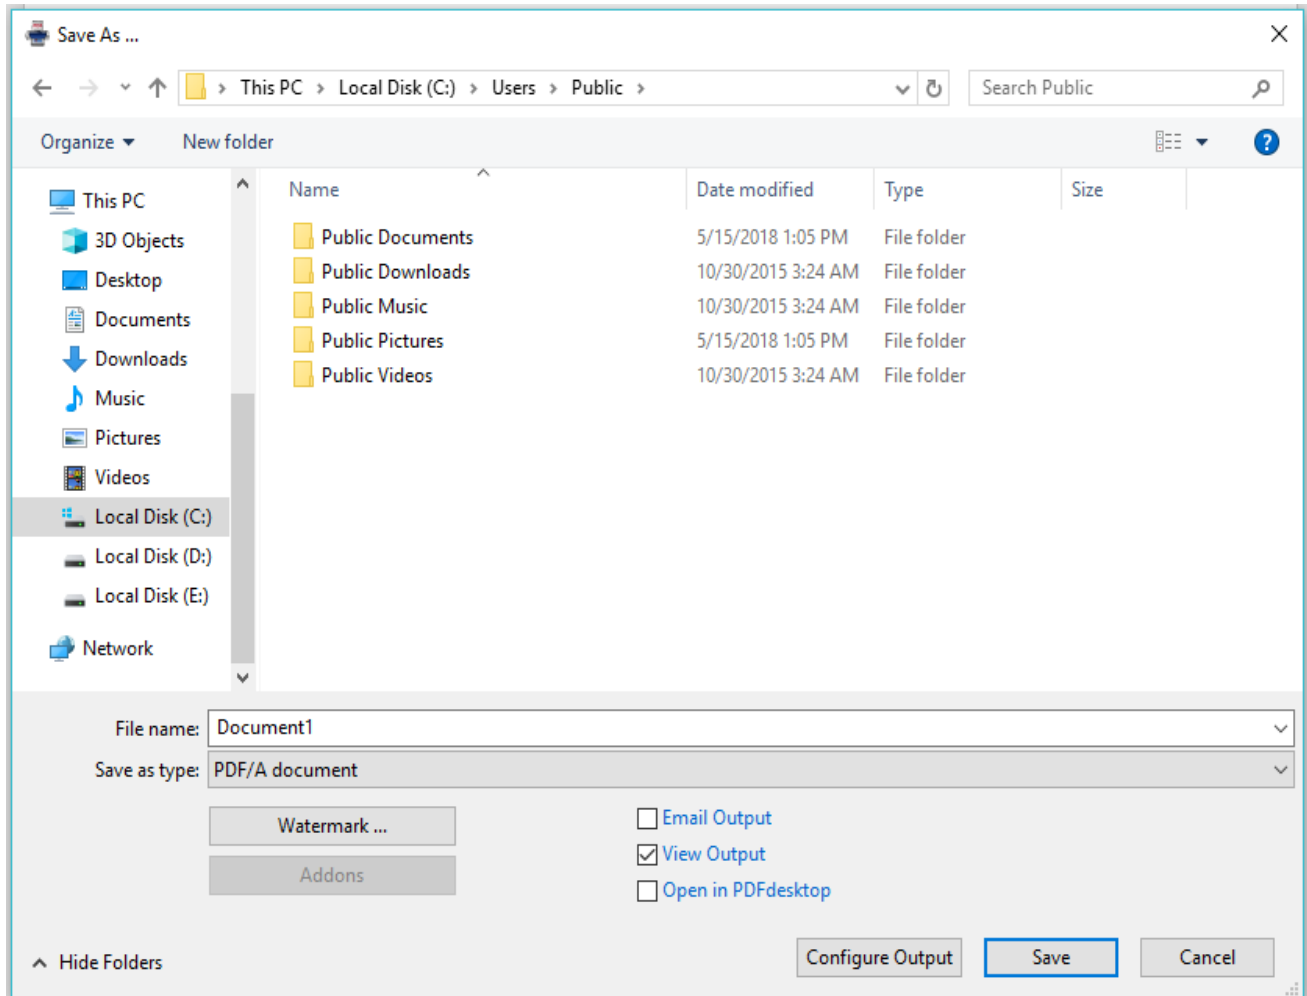 Save As ...
This PC > Local Disk (C:) > Users > Public >
Search Public
Organize
New folder
Name
Date modified
Type
Size
This PC
3D Objects
Desktop
Documents
Downloads
Music
Pictures
Videos
Local Disk (C:)
Local Disk (D:)
Local Disk (E:)
Network
Public Documents 5/15/2018 1:05 PM File folder
Public Downloads 10/30/2015 3:24 AM File folder
Public Music 10/30/2015 3:24 AM File folder
Public Pictures 5/15/2018 1:05 PM File folder
Public Videos 10/30/2015 3:24 AM File folder
File name: Document1
Save as type: PDF/A document
Watermark ...
Addons
Email Output
View Output
Open in PDFdesktop
Hide Folders
Configure Output
Save
Cancel